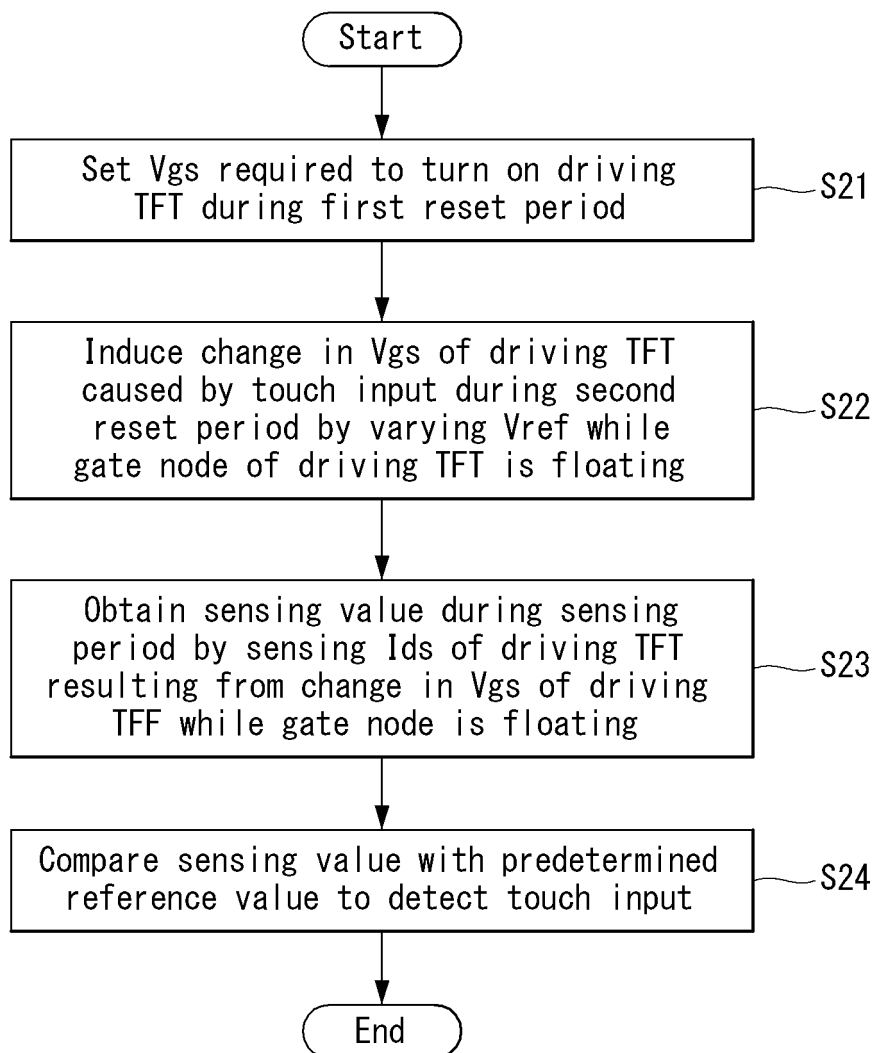 Start
Set Vgs required to turn on driving
TFT during first reset period
S21
Induce change in Vgs of driving TFT
caused by touch input during second
reset period by varying Vref while
gate node of driving TFT is floating
S22
Obtain sensing value during sensing
period by sensing Ids of driving TFT
resulting from change in Vgs of driving
TFF while gate node is floating
S23
Compare sensing value with predetermined
reference value to detect touch input
S24
End